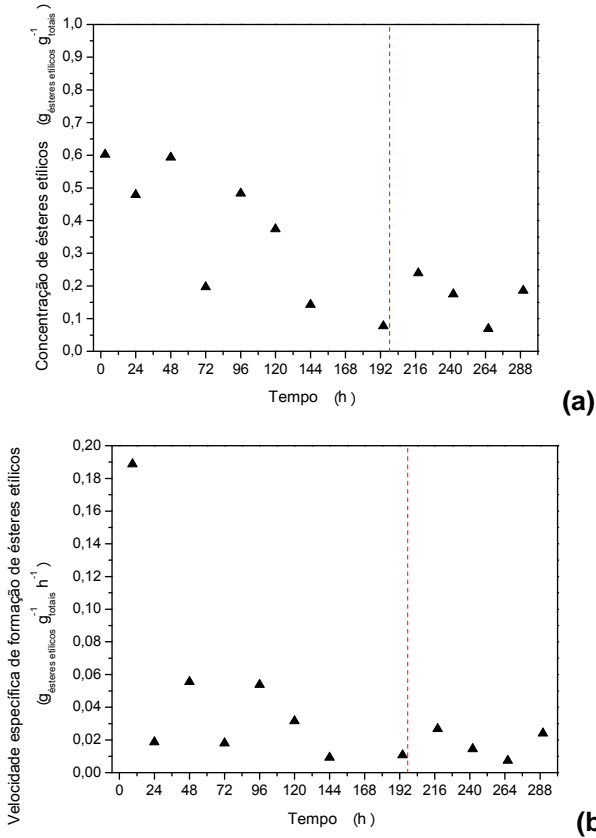 Concentração de ésteres etílicos (g ésteres etílicos g-1 totais)
1,0
0,9
0,8
0,7
0,6
0,5
0,4
0,3
0,2
0,1
0,0
0 24 48 72 96 120 144 168 192 216 240 264 288
Tempo (h)
(a)
Velocidade específica de formação de ésteres etílicos
(g ésteres etílicos g-1 totais h-1)
0,20
0,18
0,16
0,14
0,12
0,10
0,08
0,06
0,04
0,02
0,00
0 24 48 72 96 120 144 168 192 216 240 264 288
Tempo (h)
(b